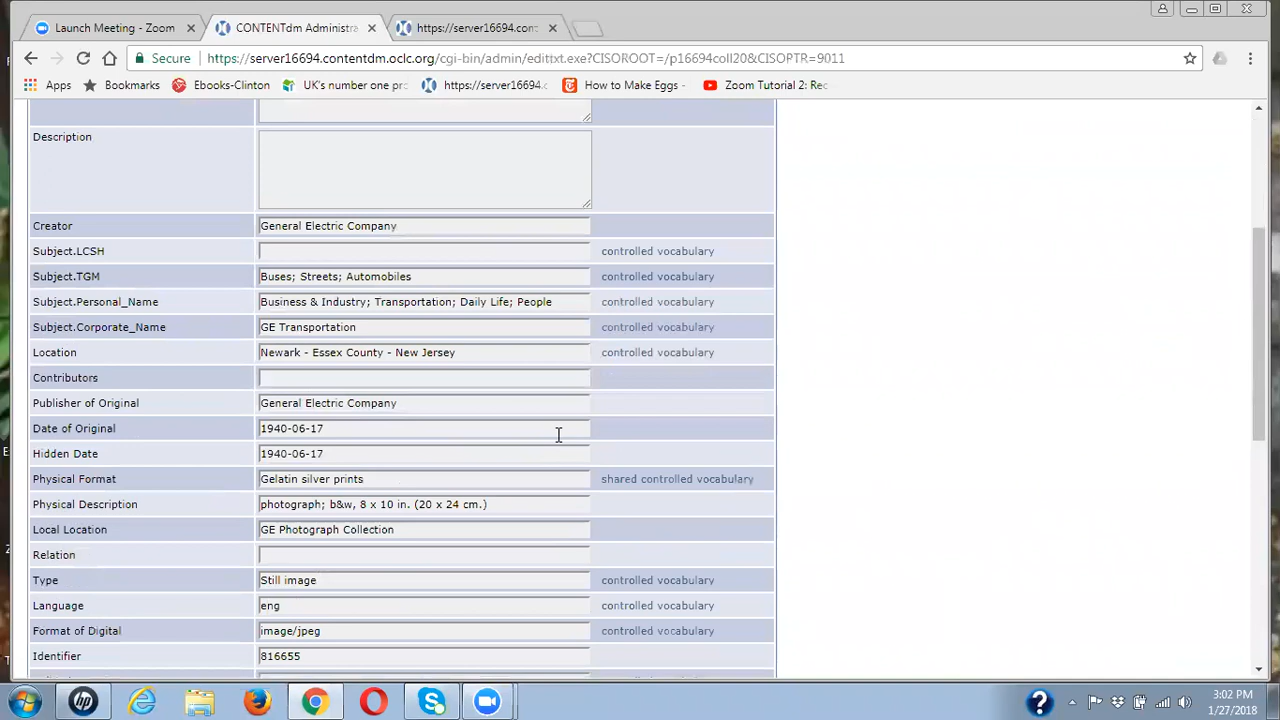 Launch Meeting - Zoom
CONTENTdm Administra
https://server16694.con
Secure
https://server16694.contentdm.oclc.org/cgi-bin/admin/edittxt.exe?CISOROOT=/p16694coll20&CISOPTR=9011
Apps
Bookmarks
Ebooks-Clinton
UK's number one pr
https://server16694.c
How to Make Eggs -
Zoom Tutorial 2: Rec
Description
Creator General Electric Company
Subject.LCSH controlled vocabulary
Subject.TGM Buses; Streets; Automobiles controlled vocabulary
Subject.Personal_Name Business & Industry; Transportation; Daily Life; People controlled vocabulary
Subject.Corporate_Name GE Transportation controlled vocabulary
Location Newark - Essex County - New Jersey controlled vocabulary
Contributors
Publisher of Original General Electric Company
Date of Original 1940-06-17
Hidden Date 1940-06-17
Physical Format Gelatin silver prints shared controlled vocabulary
Physical Description photograph; b&w, 8 x 10 in. (20 x 24 cm.)
Local Location GE Photograph Collection
Relation
Type Still image controlled vocabulary
Language eng controlled vocabulary
Format of Digital image/jpeg controlled vocabulary
Identifier 816655
3:02 PM
1/27/2018